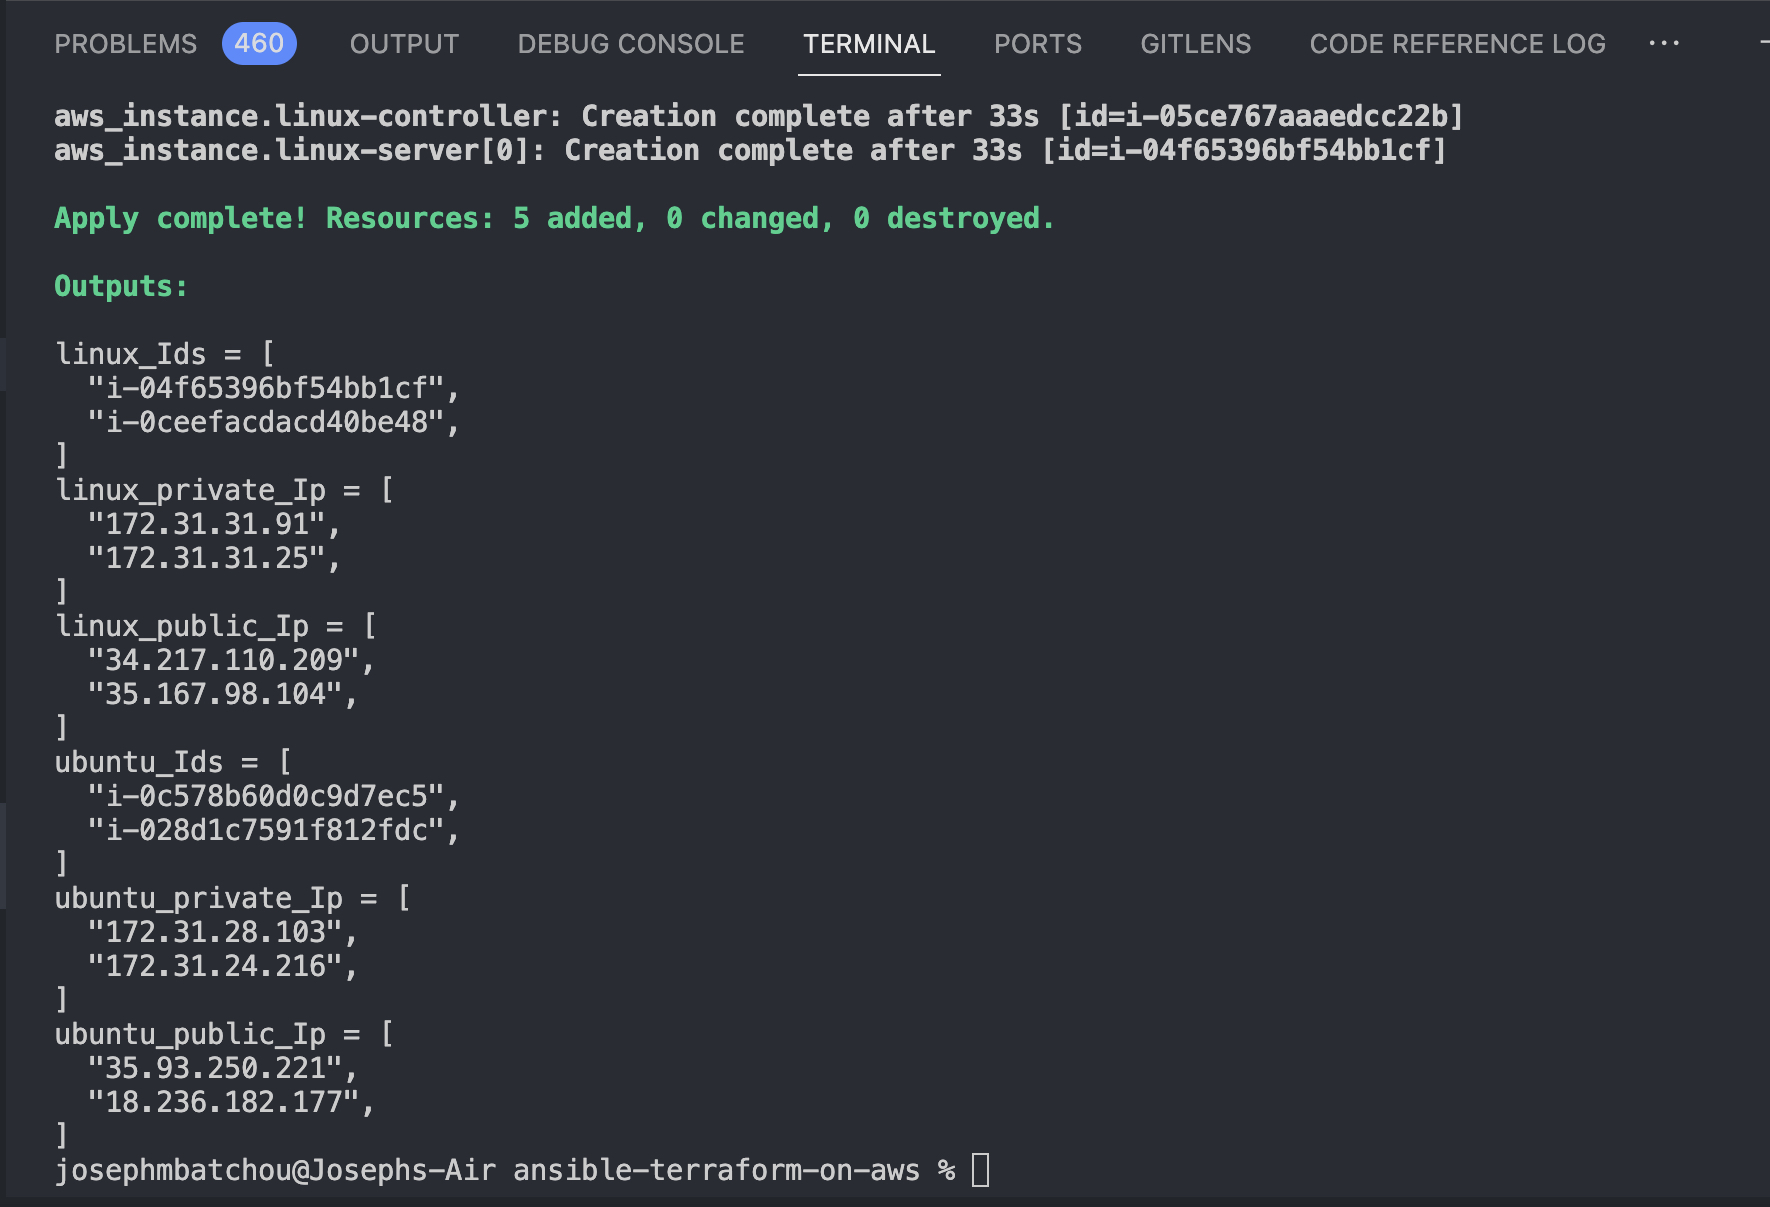 PROBLEMS 460 OUTPUT DEBUG CONSOLE TERMINAL PORTS GITLENS CODE REFERENCE LOG ···
aws_instance.linux-controller: Creation complete after 33s [id=i-05ce767aaaedcc22b]
aws_instance.linux-server[0]: Creation complete after 33s [id=i-04f65396bf54bb1cf]
Apply complete! Resources: 5 added, 0 changed, 0 destroyed.
Outputs:
linux_Ids = [
  "i-04f65396bf54bb1cf",
  "i-0ceefacdacd40be48",
]
linux_private_Ip = [
  "172.31.31.91",
  "172.31.31.25",
]
linux_public_Ip = [
  "34.217.110.209",
  "35.167.98.104",
]
ubuntu_Ids = [
  "i-0c578b60d0c9d7ec5",
  "i-028d1c7591f812fdc",
]
ubuntu_private_Ip = [
  "172.31.28.103",
  "172.31.24.216",
]
ubuntu_public_Ip = [
  "35.93.250.221",
  "18.236.182.177",
]
josephmbatchou@Josephs-Air ansible-terraform-on-aws %